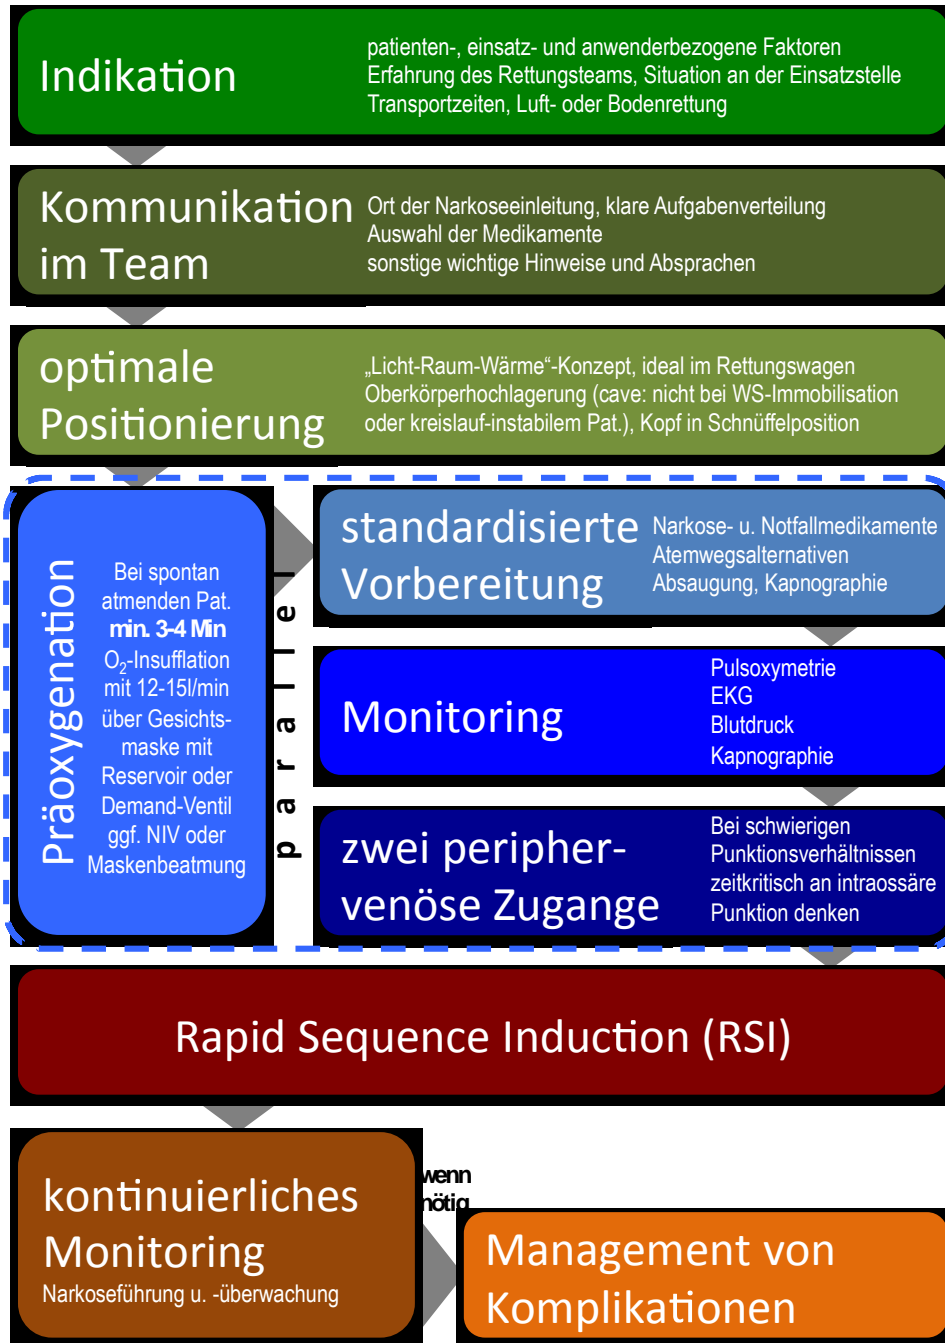 Indikation
patienten-, einsatz- und anwenderbezogene Faktoren
Erfahrung des Rettungsteams, Situation an der Einsatzstelle
Transportzeiten, Luft- oder Bodenrettung
Kommunikation
im Team
Ort der Narkoseeinleitung, klare Aufgabenverteilung
Auswahl der Medikamente
sonstige wichtige Hinweise und Absprachen
optimale
Positionierung
„Licht-Raum-Wärme“-Konzept, ideal im Rettungswagen
Oberkörperhochlagerung (cave: nicht bei WS-Immobilisation
oder kreislauf-instabilem Pat.), Kopf in Schnüffelposition
Präoxygenation
Bei spontan
atmenden Pat.
min. 3-4 Min
O₂-Insufflation
mit 12-15l/min
über Gesichts-
maske mit
Reservoir oder
Demand-Ventil
ggf. NIV oder
Maskenbeatmung
parallel
standardisierte
Vorbereitung
Narkose- u. Notfallmedikamente
Atemwegsalternativen
Absaugung, Kapnographie
Monitoring
Pulsoxymetrie
EKG
Blutdruck
Kapnographie
zwei peripher-
venöse Zugange
Bei schwierigen
Punktionsverhältnissen
zeitkritisch an intraossäre
Punktion denken
Rapid Sequence Induction (RSI)
kontinuierliches
Monitoring
Narkoseführung u. -überwachung
wenn
nötig
Management von
Komplikationen